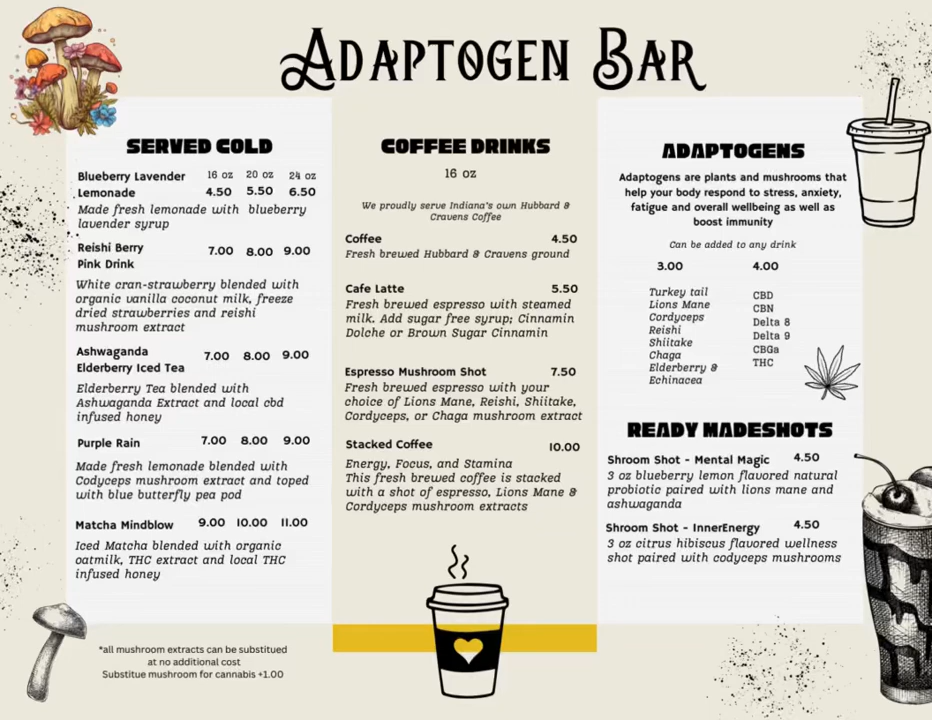 ADAPTOGEN BAR
SERVED COLD
Blueberry Lavender 16 oz 20 oz 24 oz
Lemonade 4.50 5.50 6.50
Made fresh lemonade with blueberry
lavender syrup
Reishi Berry 7.00 8.00 9.00
Pink Drink
White cran-strawberry blended with
organic vanilla coconut milk, freeze
dried strawberries and reishi
mushroom extract
Ashwaganda 7.00 8.00 9.00
Elderberry Iced Tea
Elderberry Tea blended with
Ashwaganda Extract and local cbd
infused honey
Purple Rain 7.00 8.00 9.00
Made fresh lemonade blended with
Codyceps mushroom extract and toped
with blue butterfly pea pod
Matcha Mindblow 9.00 10.00 11.00
Iced Matcha blended with organic
oatmilk, THC extract and local THC
infused honey
*all mushroom extracts can be substitued
at no additional cost
Substitue mushroom for cannabis +1.00
COFFEE DRINKS
16 oz
We proudly serve Indiana's own Hubbard &
Cravens Coffee
Coffee 4.50
Fresh brewed Hubbard & Cravens ground
Cafe Latte 5.50
Fresh brewed espresso with steamed
milk. Add sugar free syrup; Cinnamin
Dolche or Brown Sugar Cinnamin
Espresso Mushroom Shot 7.50
Fresh brewed espresso with your
choice of Lions Mane, Reishi, Shiitake,
Cordyceps, or Chaga mushroom extract
Stacked Coffee 10.00
Energy, Focus, and Stamina
This fresh brewed coffee is stacked
with a shot of espresso, Lions Mane &
Cordyceps mushroom extracts
ADAPTOGENS
Adaptogens are plants and mushrooms that
help your body respond to stress, anxiety,
fatigue and overall wellbeing as well as
boost immunity
Can be added to any drink
3.00 4.00
Turkey tail
Lions Mane
Cordyceps
Reishi
Shiitake
Chaga
Elderberry &
Echinacea
CBD
CBN
Delta 8
Delta 9
CBGa
THC
READY MADESHOTS
Shroom Shot - Mental Magic 4.50
3 oz blueberry lemon flavored natural
probiotic paired with lions mane and
ashwaganda
Shroom Shot - InnerEnergy 4.50
3 oz citrus hibiscus flavored wellness
shot paired with codyceps mushrooms